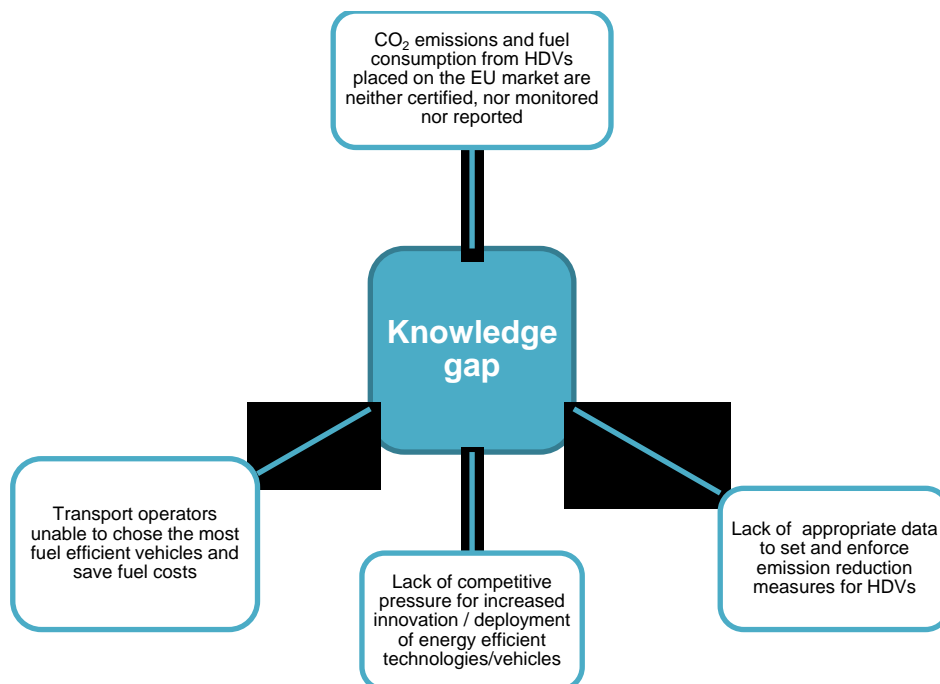 CO₂ emissions and fuel
consumption from HDVs
placed on the EU market are
neither certified, nor monitored
nor reported
Knowledge
gap
Transport operators
unable to chose the most
fuel efficient vehicles and
save fuel costs
Lack of competitive
pressure for increased
innovation / deployment
of energy efficient
technologies/vehicles
Lack of appropriate data
to set and enforce
emission reduction
measures for HDVs